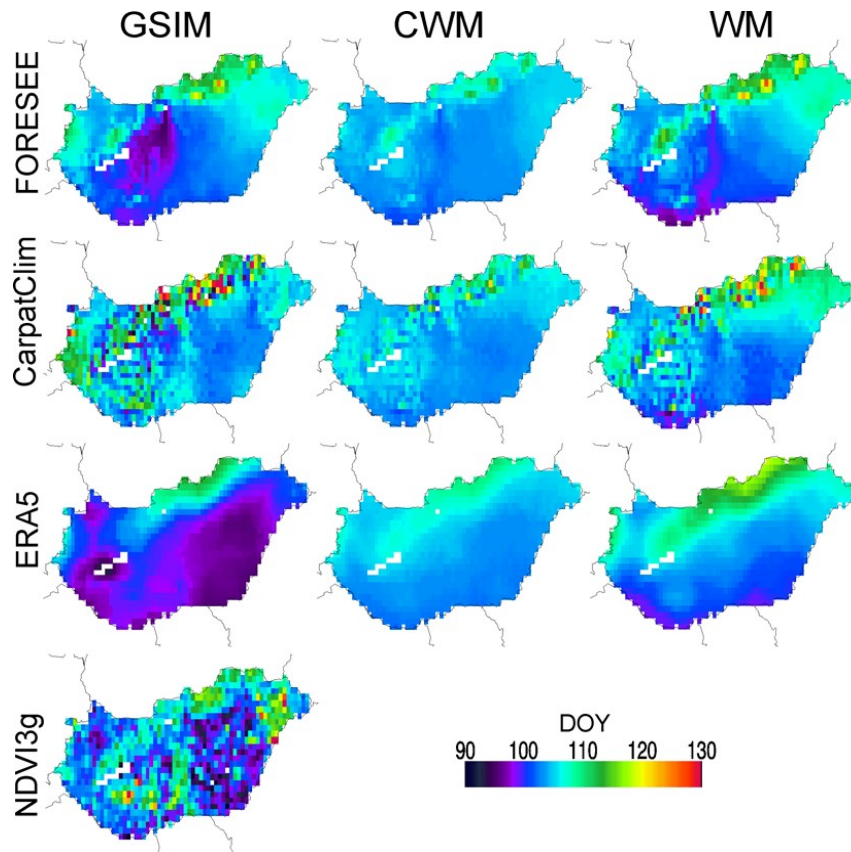 GSIM CWM WM
FORESEE
CarpatClim
ERA5
NDVI3g
DOY
90 100 110 120 130